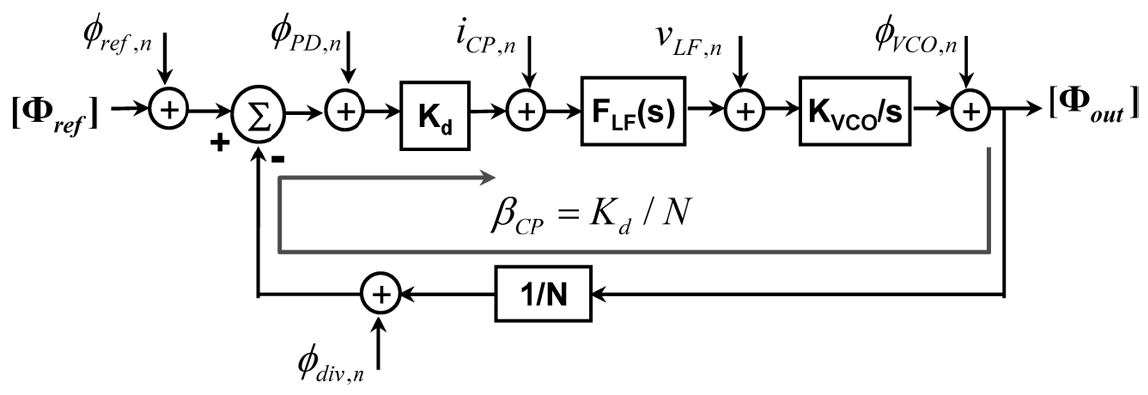 ϕref,n ϕPD,n iCP,n vLF,n ϕVCO,n
[Φref] + Σ + Kd + FLF(s) + KVCO/s + [Φout]
+ -
βCP = Kd / N
+ 1/N
ϕdiv,n